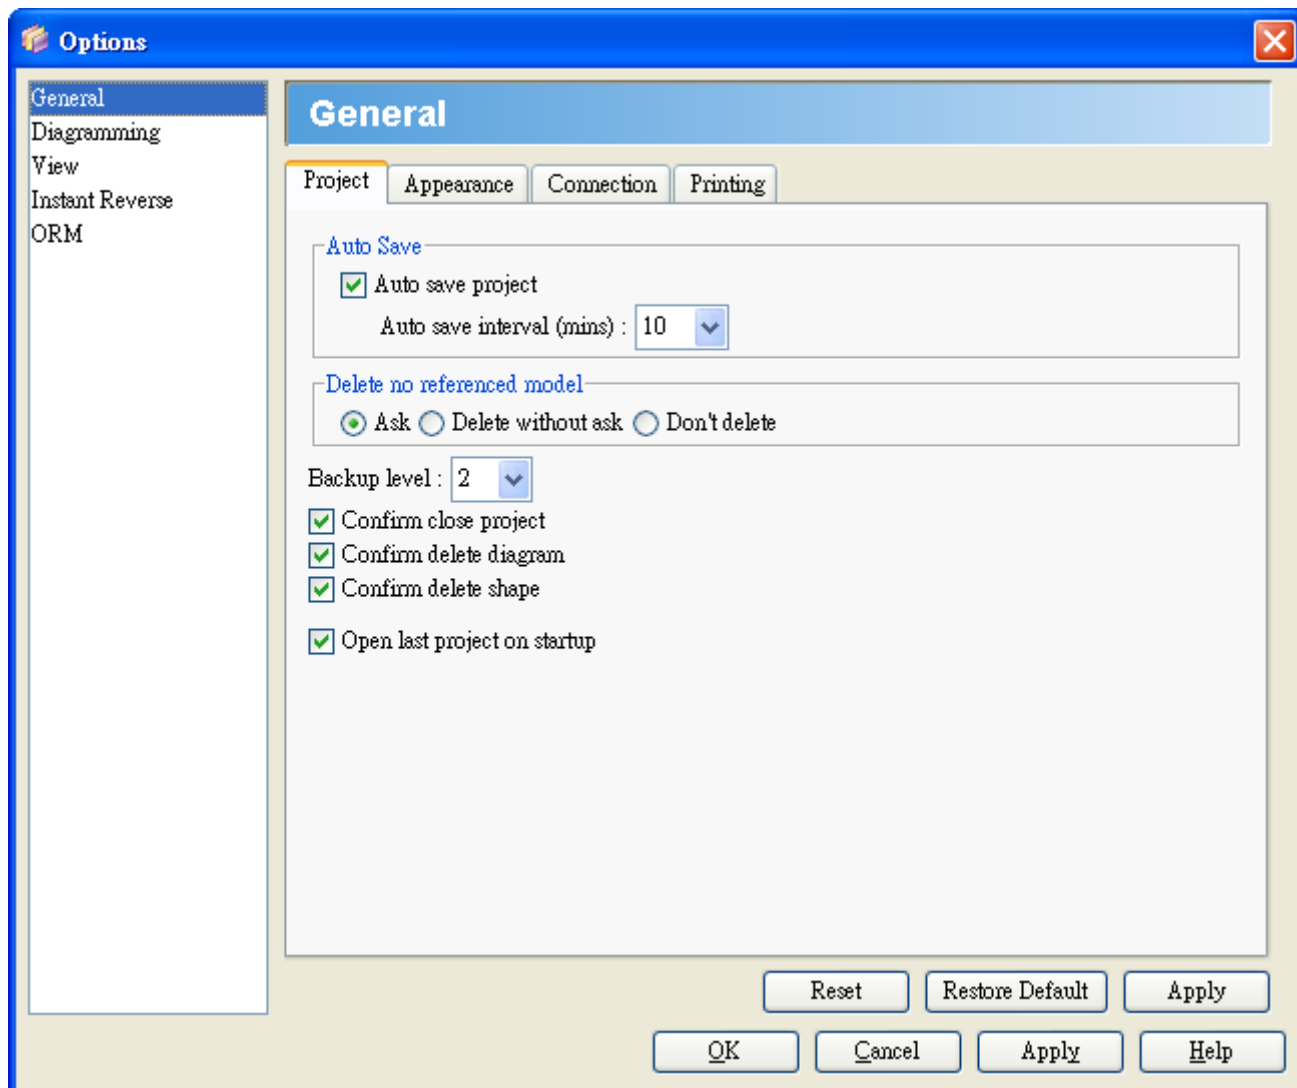 Options
General
Diagramming
View
Instant Reverse
ORM
General
Project Appearance Connection Printing
Auto Save
Auto save project
Auto save interval (mins) : 10
Delete no referenced model
Ask Delete without ask Don't delete
Backup level : 2
Confirm close project
Confirm delete diagram
Confirm delete shape
Open last project on startup
Reset Restore Default Apply
OK Cancel Apply Help